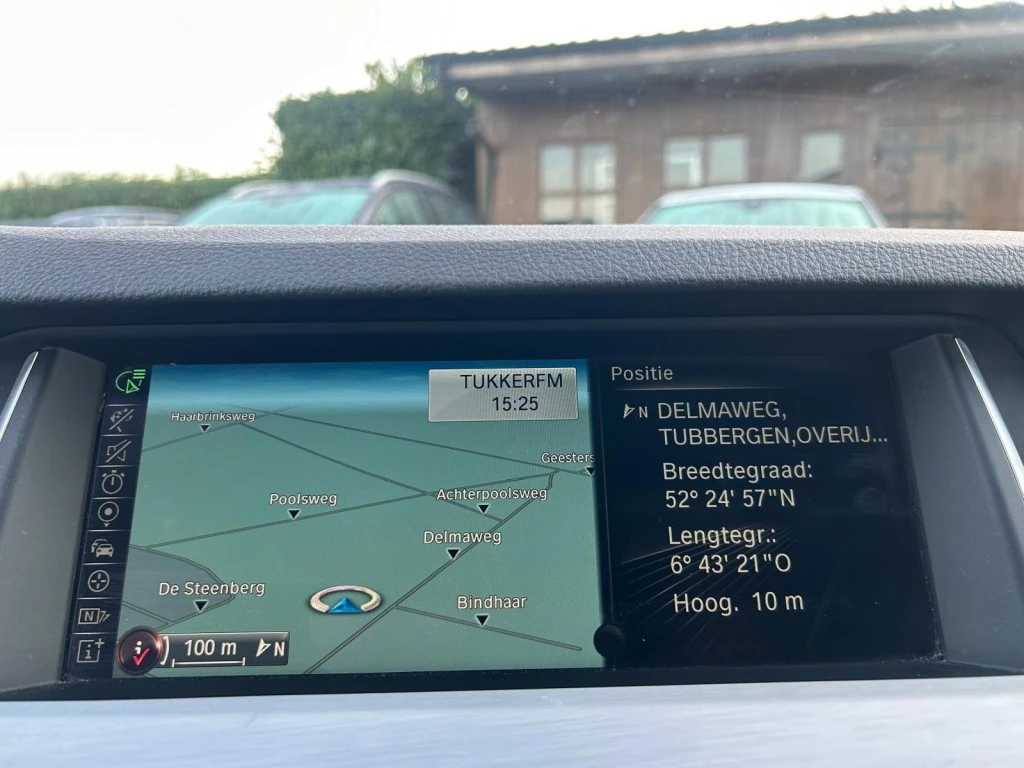 TUKKERFM
15:25
Haarbrinksweg
Geesters
Poolsweg
Achterpoolsweg
Delmaweg
De Steenberg
Bindhaar
100 m
N
N
i+
Positie
N DELMAWEG,
TUBBERGEN,OVERIJ...
Breedtegraad:
52° 24' 57"N
Lengtegr.:
6° 43' 21"O
Hoog. 10 m